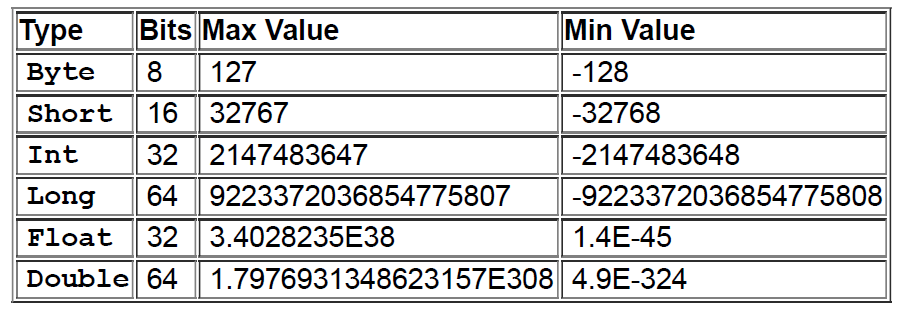 Type Bits Max Value Min Value
Byte 8 127 -128
Short 16 32767 -32768
Int 32 2147483647 -2147483648
Long 64 9223372036854775807 -9223372036854775808
Float 32 3.4028235E38 1.4E-45
Double 64 1.7976931348623157E308 4.9E-324